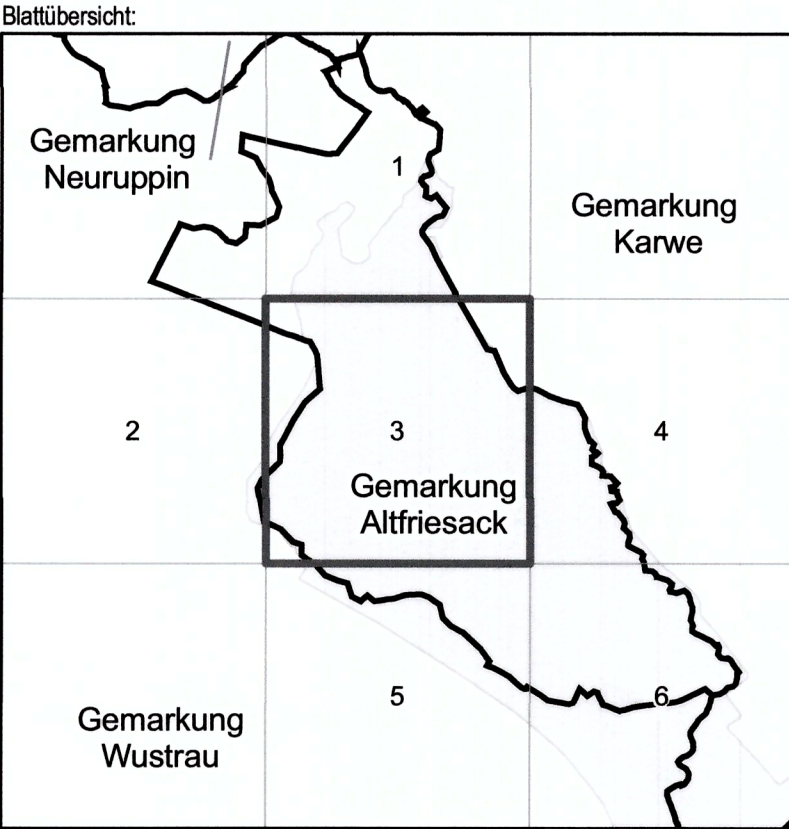 Blattübersicht:
Gemarkung
Neuruppin
1
Gemarkung
Karwe
2
3
4
Gemarkung
Altfriesack
5
6
Gemarkung
Wustrau